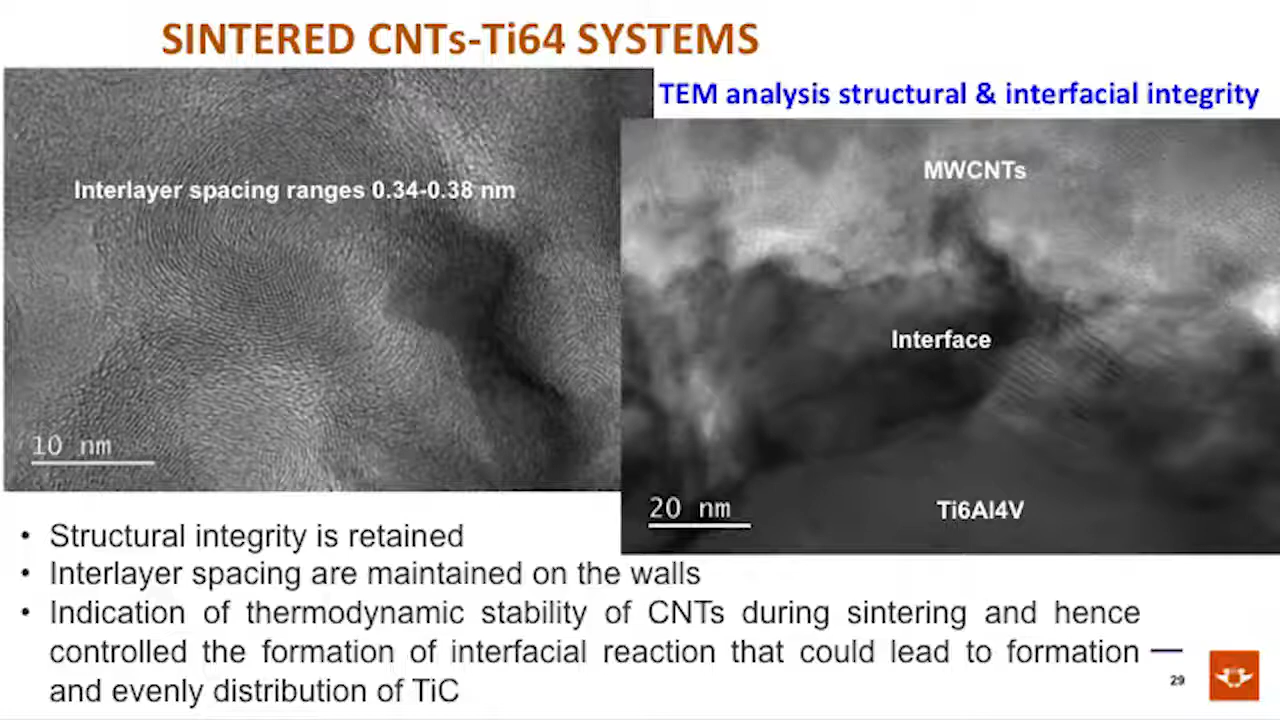 SINTERED CNTs-Ti64 SYSTEMS
TEM analysis structural & interfacial integrity
Interlayer spacing ranges 0.34-0.38 nm
10 nm
MWCNTs
Interface
Ti6Al4V
20 nm
• Structural integrity is retained
• Interlayer spacing are maintained on the walls
• Indication of thermodynamic stability of CNTs during sintering and hence
controlled the formation of interfacial reaction that could lead to formation
and evenly distribution of TiC
29